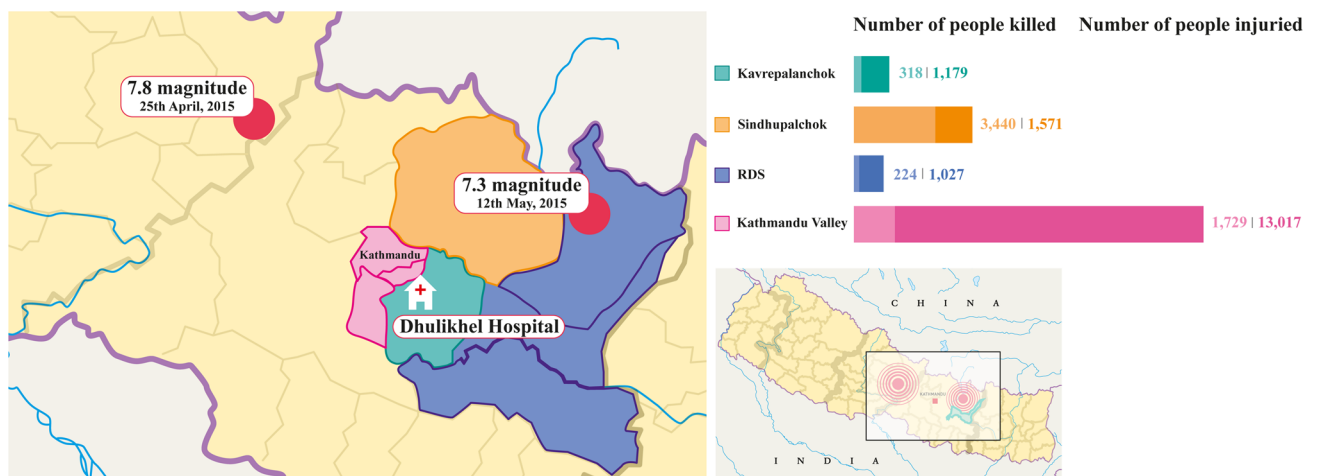 7.8 magnitude
25th April, 2015
7.3 magnitude
12th May, 2015
Kathmandu
Dhulikhel Hospital
Number of people killed
Number of people injuried
Kavrepalanchok
318 | 1,179
Sindhupalchok
3,440 | 1,571
RDS
224 | 1,027
Kathmandu Valley
1,729 | 13,017
CHINA
KATHMANDU
INDIA